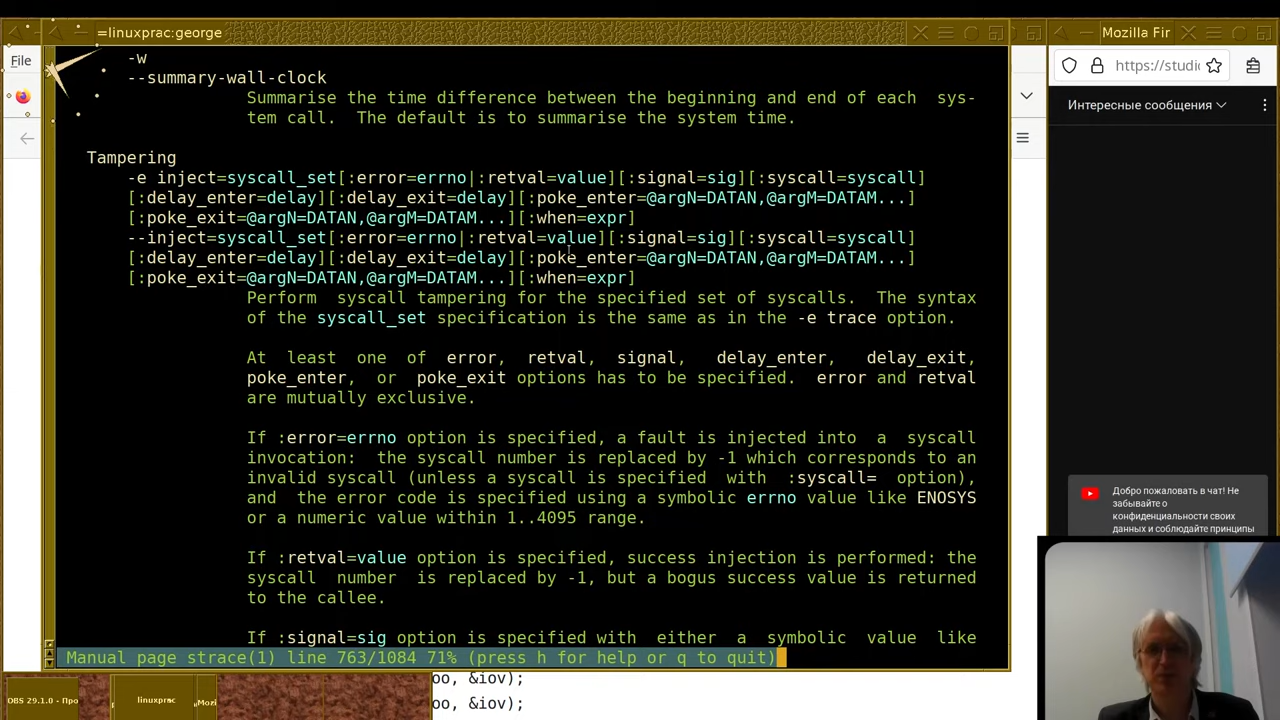 =linuxprac:george
Mozilla Fir
File
https://studi
Интересные сообщения
-w
--summary-wall-clock
Summarise the time difference between the beginning and end of each sys-
tem call. The default is to summarise the system time.
Tampering
-e inject=syscall_set[:error=errno|:retval=value][:signal=sig][:syscall=syscall]
[:delay_enter=delay][:delay_exit=delay][:poke_enter=@argN=DATAN,@argM=DATAM...]
[:poke_exit=@argN=DATAN,@argM=DATAM...][:when=expr]
--inject=syscall_set[:error=errno|:retval=value][:signal=sig][:syscall=syscall]
[:delay_enter=delay][:delay_exit=delay][:poke_enter=@argN=DATAN,@argM=DATAM...]
[:poke_exit=@argN=DATAN,@argM=DATAM...][:when=expr]
Perform syscall tampering for the specified set of syscalls. The syntax
of the syscall_set specification is the same as in the -e trace option.
At least one of error, retval, signal, delay_enter, delay_exit,
poke_enter, or poke_exit options has to be specified. error and retval
are mutually exclusive.
If :error=errno option is specified, a fault is injected into a syscall
invocation: the syscall number is replaced by -1 which corresponds to an
invalid syscall (unless a syscall is specified with :syscall= option),
and the error code is specified using a symbolic errno value like ENOSYS
or a numeric value within 1..4095 range.
If :retval=value option is specified, success injection is performed: the
syscall number is replaced by -1, but a bogus success value is returned
to the callee.
If :signal=sig option is specified with either a symbolic value like
Manual page strace(1) line 763/1084 71% (press h for help or q to quit)
Добро пожаловать в чат! Не
забывайте о
конфиденциальности своих
данных и соблюдайте принципы
oo, &iov);
oo, &iov);
DBS 29.1.0 - Про
linuxprac
Mozi